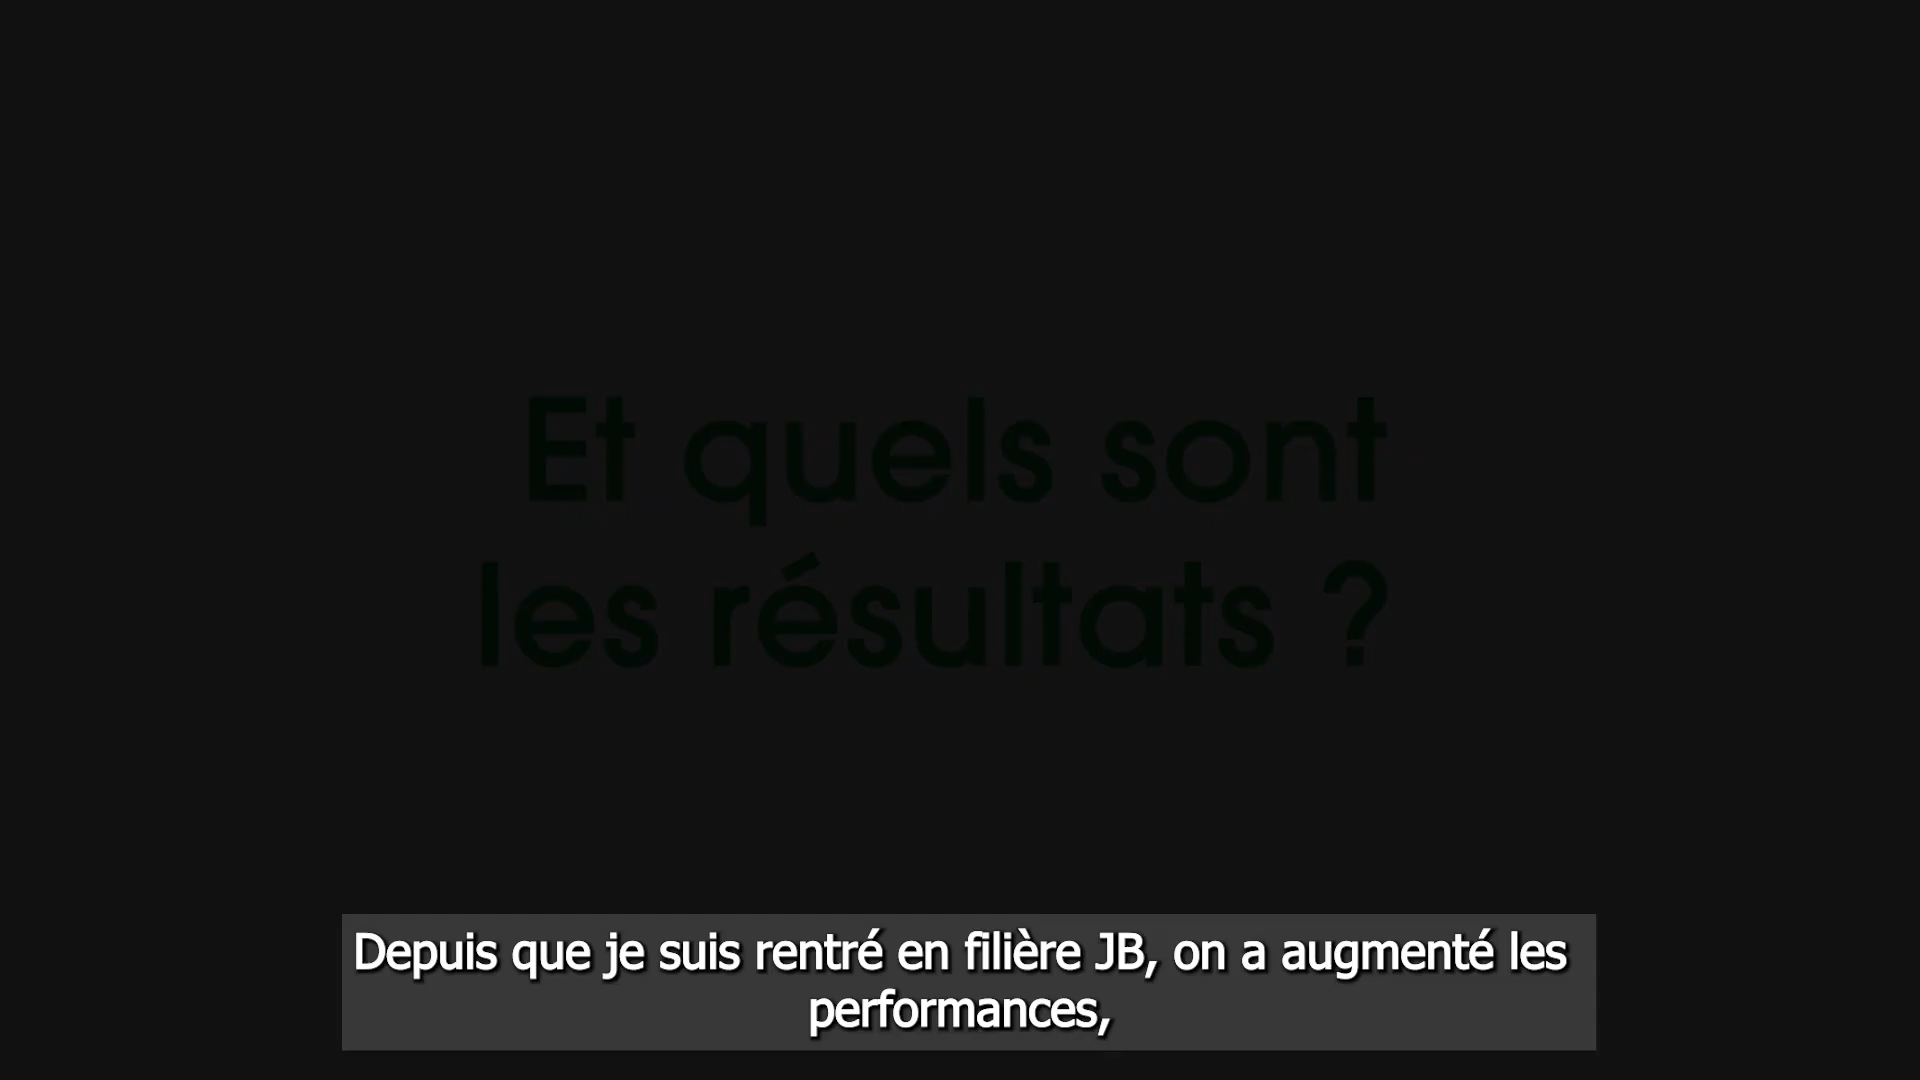 Et quels sont
les résultats ?
Depuis que je suis rentré en filière JB, on a augmenté les
performances,